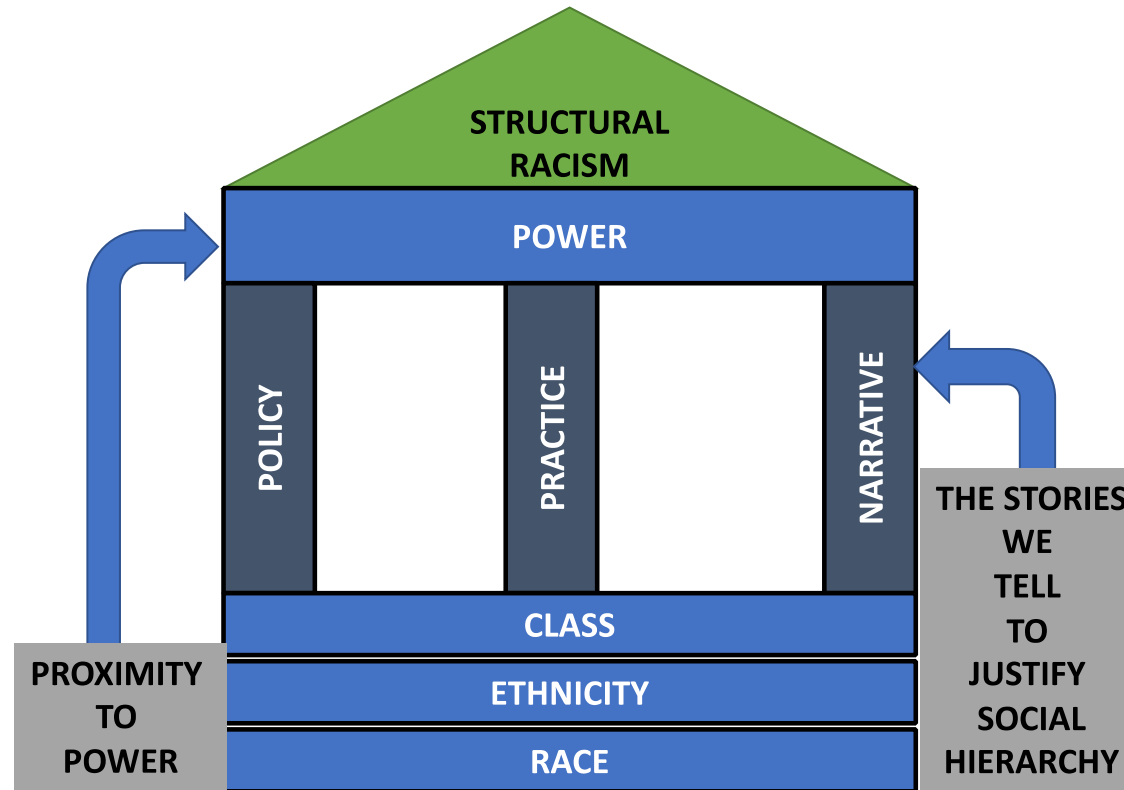 STRUCTURAL
RACISM
POWER
POLICY
PRACTICE
NARRATIVE
CLASS
ETHNICITY
RACE
PROXIMITY
TO
POWER
THE STORIES
WE
TELL
TO
JUSTIFY
SOCIAL
HIERARCHY